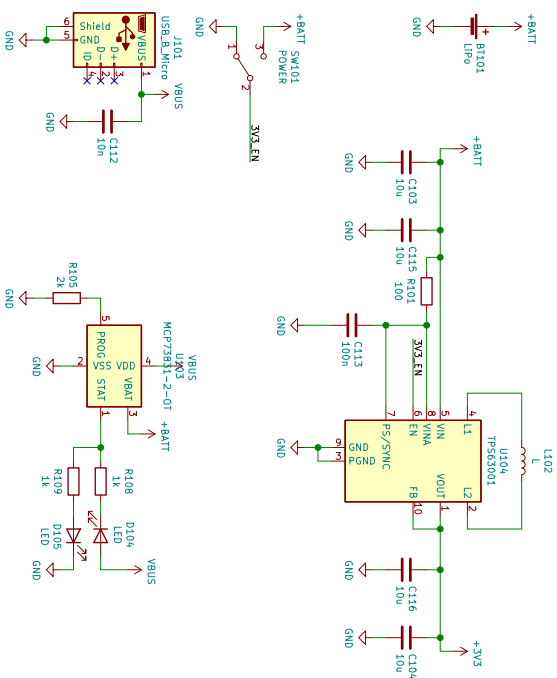 J101
USB_B_Micro
VBUS
D+
D-
ID
Shield
GND
1
3
2
4
5
6
GND
VBUS
C112
10n
GND
+BATT
SW101
POWER
1
3
2
GND
3V3_EN
+BATT
BT101
LiPo
GND
+BATT
C103
10u
GND
C115
10u
GND
R101
100
C113
100n
GND
3V3_EN
L102
L
U104
TPS63001
L1
L2
VIN
VOUT
VINA
EN
FB
PS/SYNC
GND
PGND
4
2
5
1
8
6
10
7
9
3
GND
C116
10u
GND
C104
10u
GND
+3V3
R105
2k
GND
VBUS
U103
MCP73831-2-OT
PROG
VSS
VDD
STAT
VBAT
5
2
4
1
3
GND
+BATT
R109
1k
R108
1k
D105
LED
D104
LED
GND
VBUS